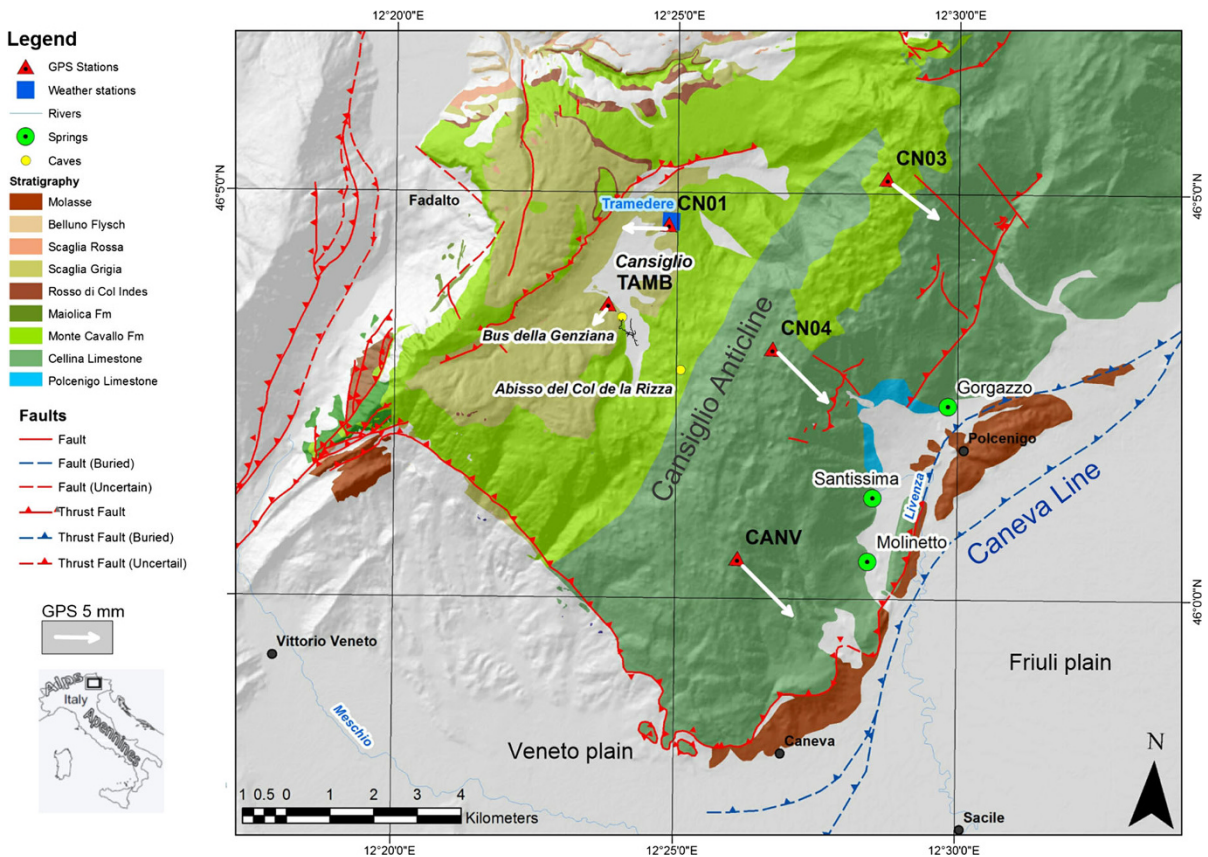 12°20'0"E
12°25'0"E
12°30'0"E
Legend
GPS Stations
Weather stations
Rivers
Springs
Caves
Stratigraphy
Molasse
Belluno Flysch
Scaglia Rossa
Scaglia Grigia
Rosso di Col Indes
Maiolica Fm
Monte Cavallo Fm
Cellina Limestone
Polcenigo Limestone
Faults
Fault
Fault (Buried)
Fault (Uncertain)
Thrust Fault
Thrust Fault (Buried)
Thrust Fault (Uncertail)
GPS 5 mm
Alps
Italy
Apennines
46°5'0"N
46°5'0"N
CN03
Fadalto
Tramedere
CN01
Cansiglio
TAMB
Bus della Genziana
CN04
Abisso del Col de la Rizza
Cansiglio Anticline
Gorgazzo
Polcenigo
Santissima
Livenza
Caneva Line
Molinetto
CANV
46°0'0"N
Vittorio Veneto
Friuli plain
Meschio
Veneto plain
Caneva
N
1 0.5 0 1 2 3 4
Kilometers
Sacile
12°20'0"E
12°25'0"E
12°30'0"E